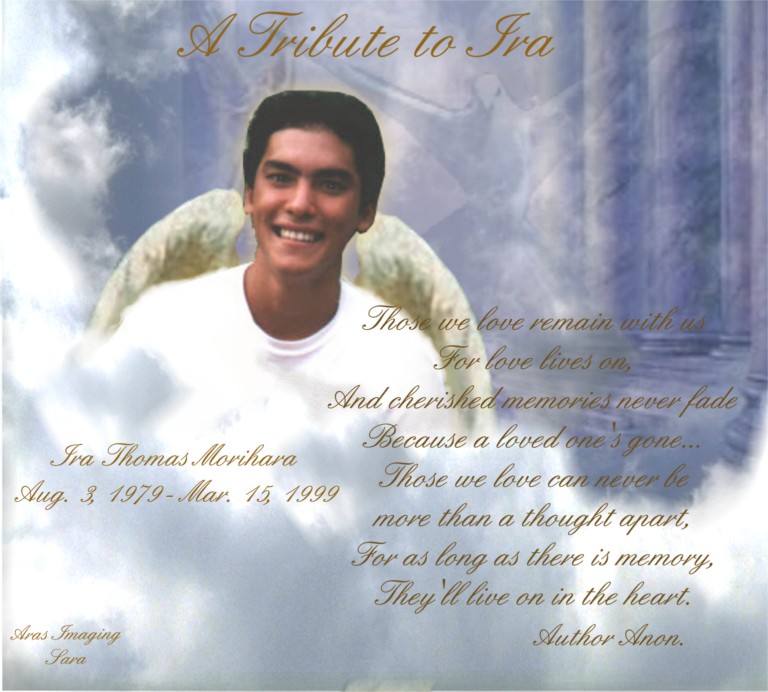 A Tribute to Ira
Those we love remain with us
For love lives on,
And cherished memories never fade
Because a loved one's gone...
Those we love can never be
more than a thought apart,
For as long as there is memory,
They'll live on in the heart.
Author Anon.
Ira Thomas Morihara
Aug. 3, 1979 - Mar. 15, 1999
Aras Imaging
Sara